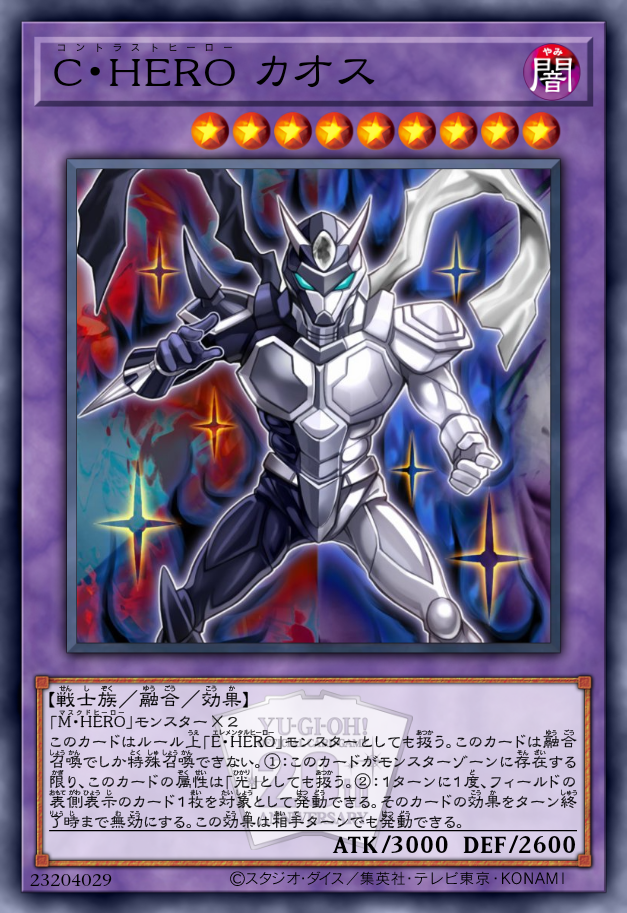 コントラストヒーロー
C・HERO カオス
やみ
闇
【戦士族／融合／効果】
「M・HERO」モンスター×2
このカードはルール上「E・HERO」モンスターとしても扱う。このカードは融合
召喚でしか特殊召喚できない。①：このカードがモンスターゾーンに存在する
限り、このカードの属性は「光」としても扱う。②：1ターンに1度、フィールドの
表側表示のカード1枚を対象として発動できる。そのカードの効果をターン終
了時まで無効にする。この効果は相手ターンでも発動できる。
YU-GI-OH!
ANNIVERSARY
ATK/3000 DEF/2600
23204029
©スタジオ・ダイス／集英社・テレビ東京・KONAMI